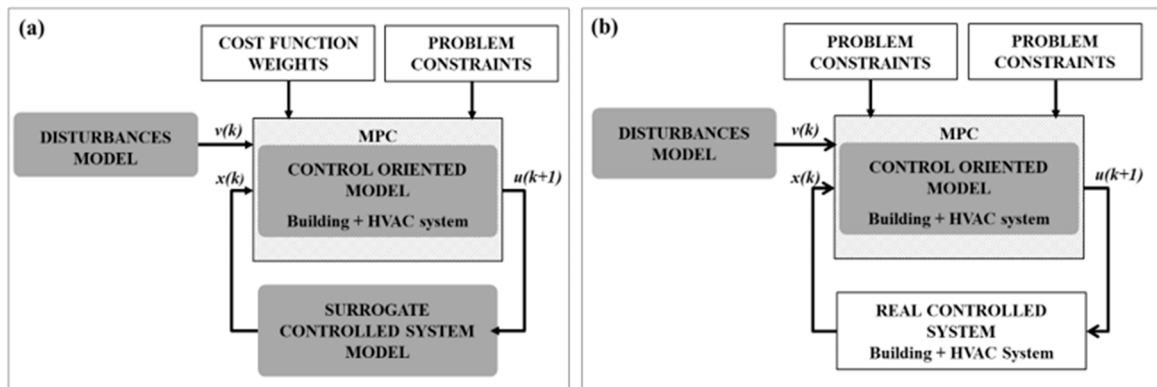 (a)
COST FUNCTION
WEIGHTS
PROBLEM
CONSTRAINTS
DISTURBANCES
MODEL
v(k)
x(k)
MPC
CONTROL ORIENTED
MODEL
Building + HVAC system
u(k+1)
SURROGATE
CONTROLLED SYSTEM
MODEL
(b)
PROBLEM
CONSTRAINTS
PROBLEM
CONSTRAINTS
DISTURBANCES
MODEL
v(k)
x(k)
MPC
CONTROL ORIENTED
MODEL
Building + HVAC system
u(k+1)
REAL CONTROLLED
SYSTEM
Building + HVAC System